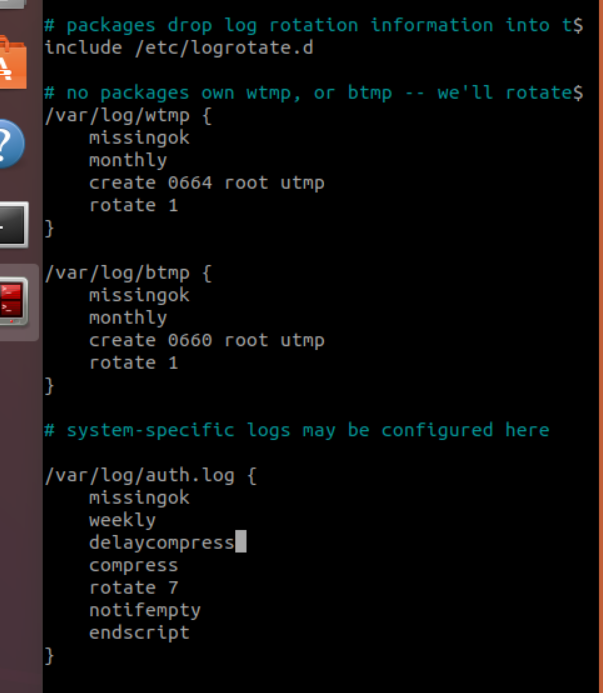 # packages drop log rotation information into t$
include /etc/logrotate.d
# no packages own wtmp, or btmp -- we'll rotate$
/var/log/wtmp {
    missingok
    monthly
    create 0664 root utmp
    rotate 1
}
/var/log/btmp {
    missingok
    monthly
    create 0660 root utmp
    rotate 1
}
# system-specific logs may be configured here
/var/log/auth.log {
    missingok
    weekly
    delaycompress
    compress
    rotate 7
    notifempty
    endscript
}